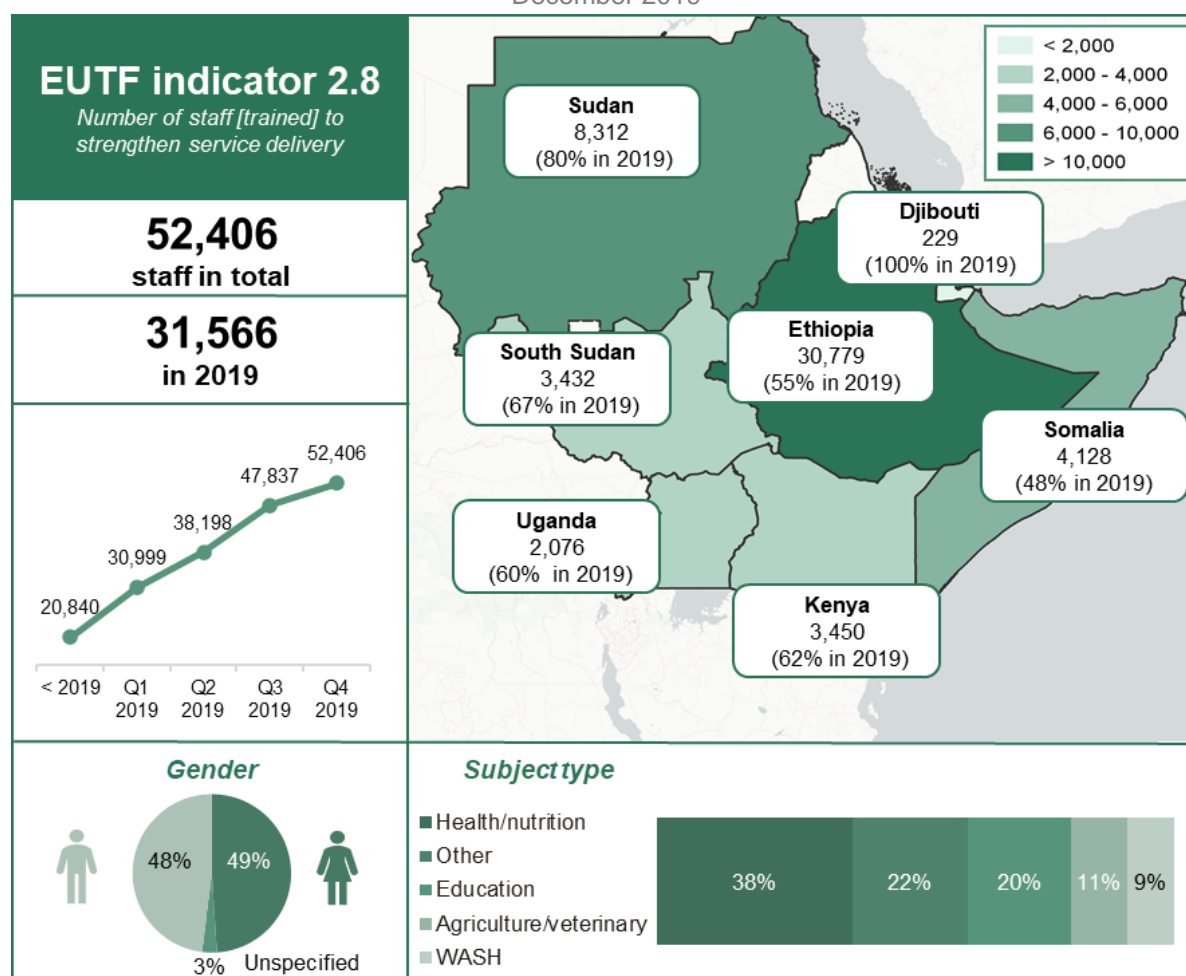 December 2019
EUTF indicator 2.8
Number of staff [trained] to
strengthen service delivery
52,406
staff in total
31,566
in 2019
52,406
47,837
38,198
30,999
20,840
< 2019
Q1
2019
Q2
2019
Q3
2019
Q4
2019
< 2,000
2,000 - 4,000
4,000 - 6,000
6,000 - 10,000
> 10,000
Sudan
8,312
(80% in 2019)
Djibouti
229
(100% in 2019)
Ethiopia
30,779
(55% in 2019)
South Sudan
3,432
(67% in 2019)
Somalia
4,128
(48% in 2019)
Uganda
2,076
(60% in 2019)
Kenya
3,450
(62% in 2019)
Gender
48%
49%
3%
Unspecified
Subject type
Health/nutrition
Other
Education
Agriculture/veterinary
WASH
38%
22%
20%
11%
9%